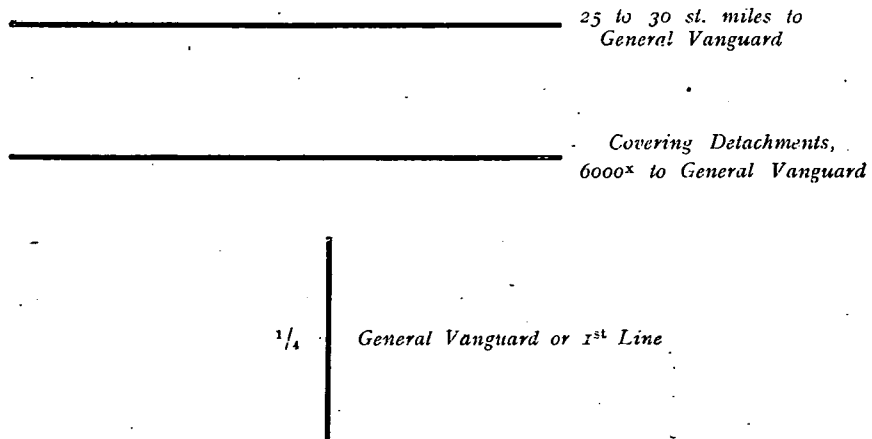 25 to 30 st. miles to
General Vanguard
Covering Detachments,
6000ˣ to General Vanguard
¹/₄ General Vanguard or 1ˢᵗ Line